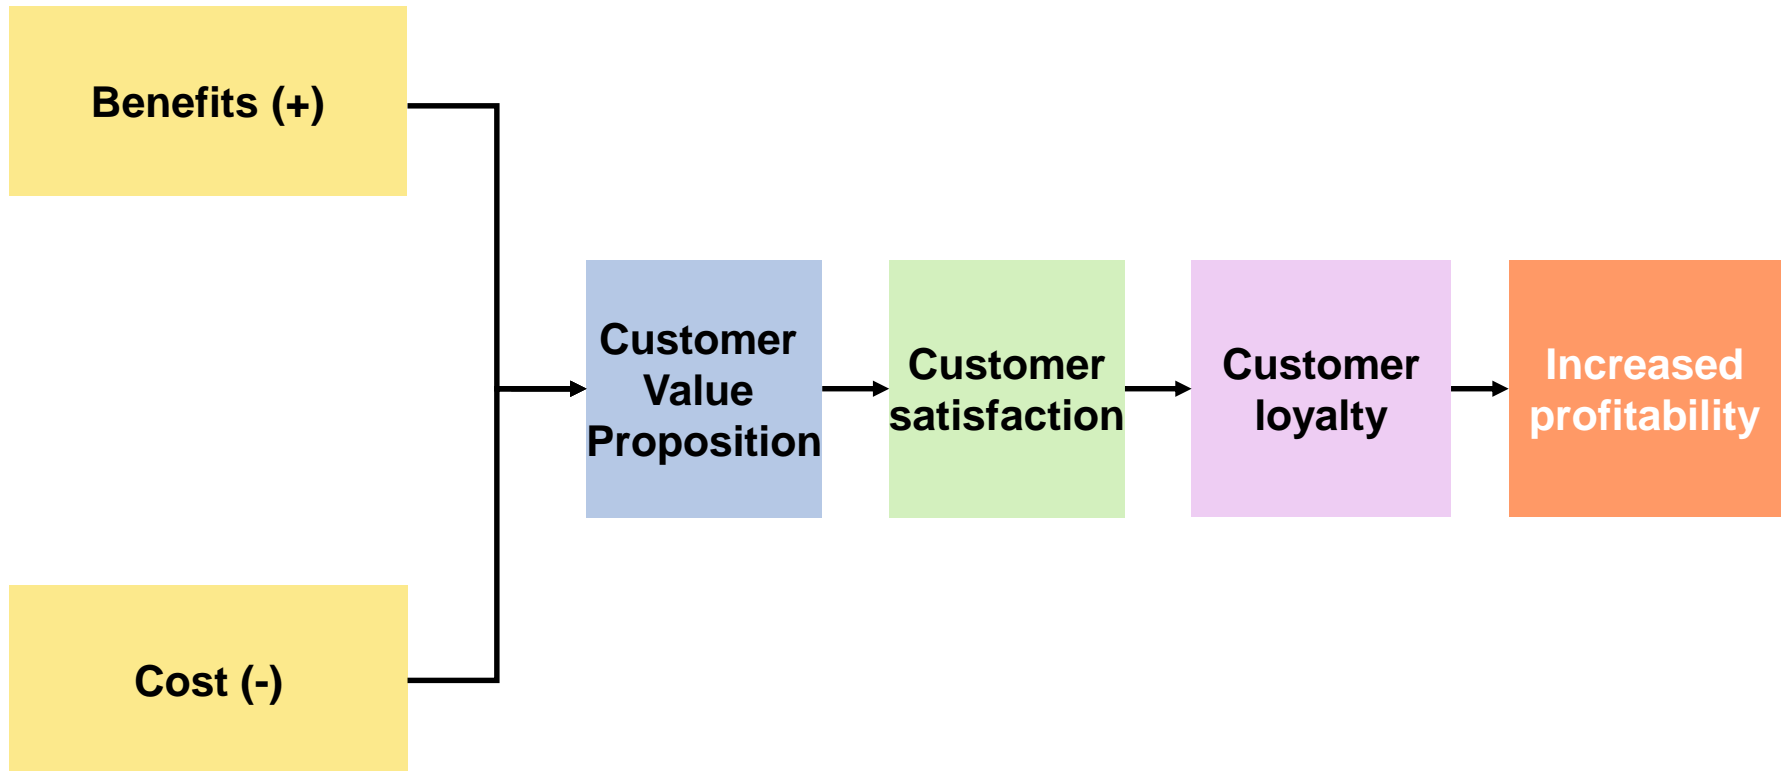 Benefits (+)
Customer
Value
Proposition
Customer
satisfaction
Customer
loyalty
Increased
profitability
Cost (-)